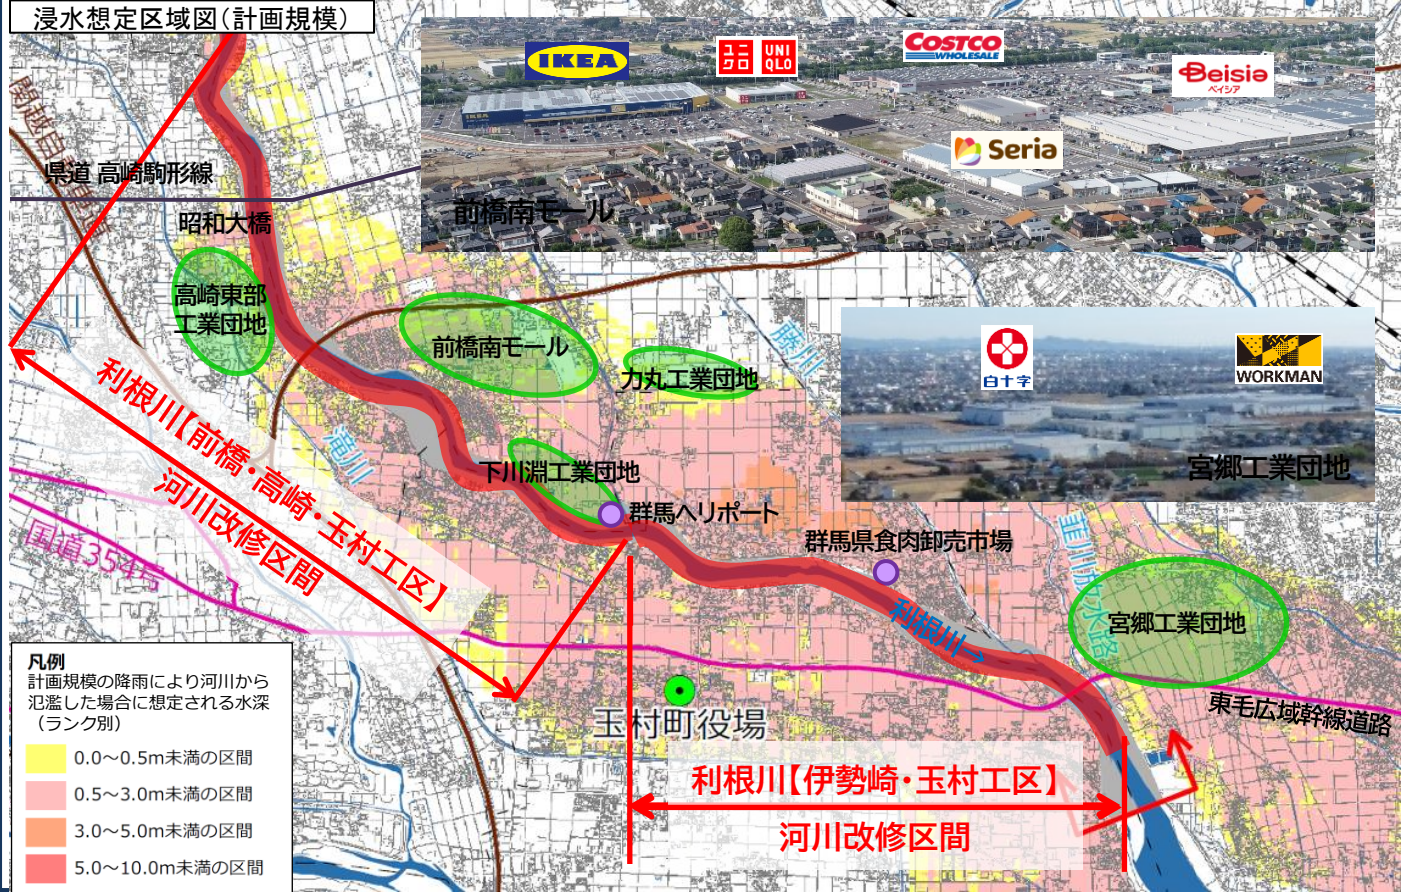 浸水想定区域図(計画規模)
IKEA
ユニクロ
UNIQLO
COSTCO
WHOLESALE
Beisia
ベイシア
Seria
IKEA
前橋南モール
関越自
県道 高崎駒形線
昭和大橋
高崎東部
工業団地
前橋南モール
力丸工業団地
藤川
白十字
WORKMAN
宮郷工業団地
利根川【前橋・高崎・玉村工区】
河川改修区間
滝川
下川淵工業団地
群馬ヘリポート
群馬県食肉卸売市場
国道354号
韮川放水路
宮郷工業団地
利根川→
東毛広域幹線道路
玉村町役場
利根川【伊勢崎・玉村工区】
河川改修区間
凡例
計画規模の降雨により河川から
氾濫した場合に想定される水深
(ランク別)
0.0～0.5m未満の区間
0.5～3.0m未満の区間
3.0～5.0m未満の区間
5.0～10.0m未満の区間